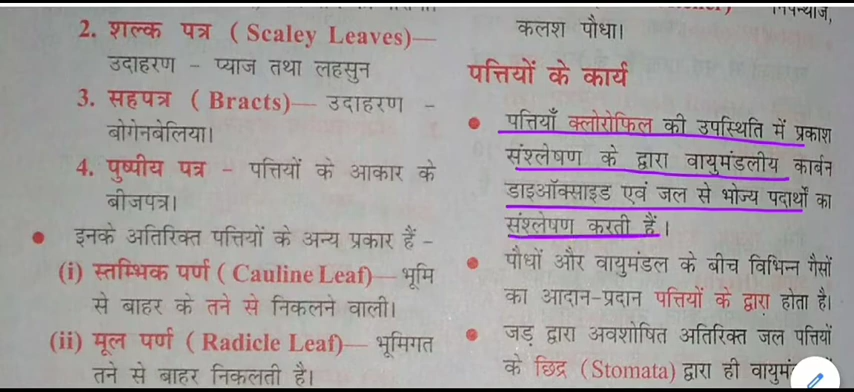 2. शल्क पत्र ( Scaley Leaves)—
उदाहरण - प्याज तथा लहसुन
3. सहपत्र ( Bracts)— उदाहरण -
बोगेनबेलिया।
4. पुष्पीय पत्र - पत्तियों के आकार के
बीजपत्र।
● इनके अतिरिक्त पत्तियों के अन्य प्रकार हैं -
(i) स्तम्भिक पर्ण ( Cauline Leaf)— भूमि
से बाहर के तने से निकलने वाली।
(ii) मूल पर्ण ( Radicle Leaf)— भूमिगत
तने से बाहर निकलती है।
कलश पौधा।
पत्तियों के कार्य
● पत्तियाँ क्लोरोफिल की उपस्थिति में प्रकाश
संश्लेषण के द्वारा वायुमंडलीय कार्बन
डाइऑक्साइड एवं जल से भोज्य पदार्थों का
संश्लेषण करती हैं।
● पौधों और वायुमंडल के बीच विभिन्न गैसों
का आदान-प्रदान पत्तियों के द्वारा होता है।
● जड़ द्वारा अवशोषित अतिरिक्त जल पत्तियों
के छिद्र (Stomata) द्वारा ही